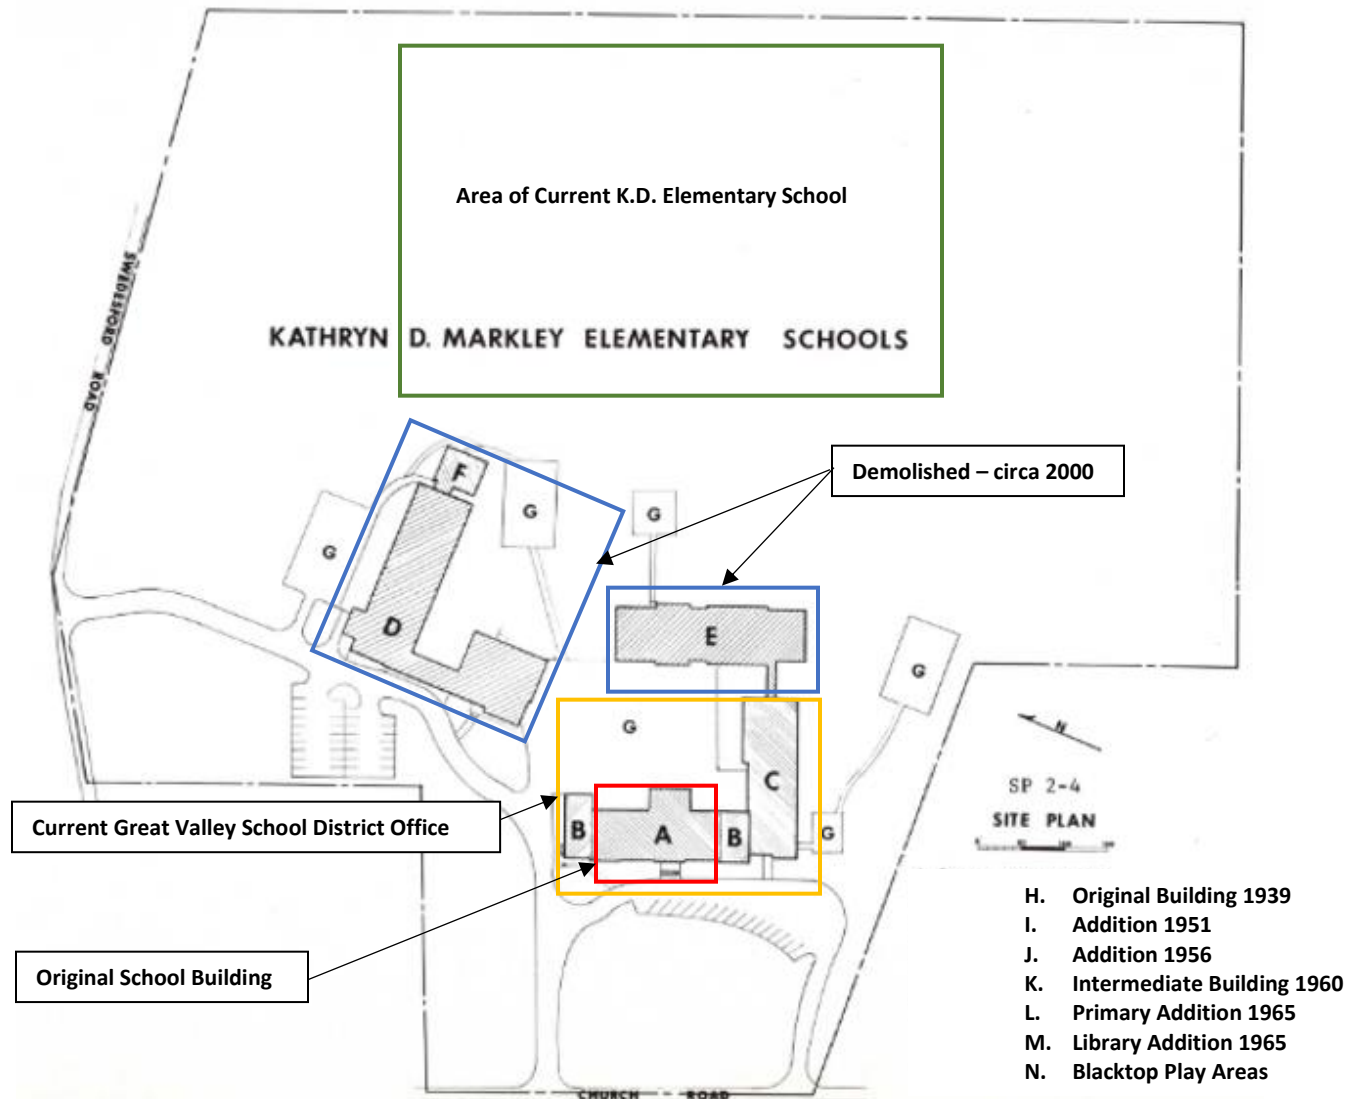 Area of Current K.D. Elementary School
SWEDESFORD ROAD
KATHRYN D. MARKLEY ELEMENTARY SCHOOLS
Demolished – circa 2000
F
G
G
G
D
E
G
G
N
C
SP 2-4
SITE PLAN
Current Great Valley School District Office
B
A
B
G
Original School Building
H. Original Building 1939
I. Addition 1951
J. Addition 1956
K. Intermediate Building 1960
L. Primary Addition 1965
M. Library Addition 1965
N. Blacktop Play Areas
CHURCH ROAD